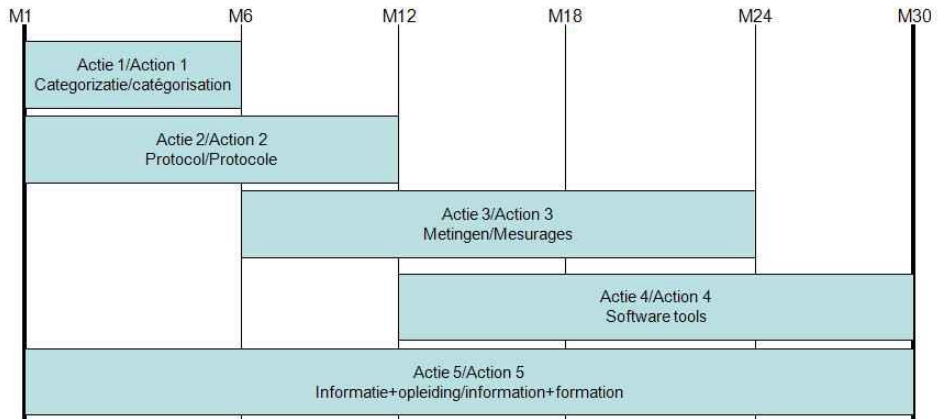 M1 M6 M12 M18 M24 M30
Actie 1/Action 1
Categorizatie/catégorisation
Actie 2/Action 2
Protocol/Protocole
Actie 3/Action 3
Metingen/Mesurages
Actie 4/Action 4
Software tools
Actie 5/Action 5
Informatie+opleiding/information+formation